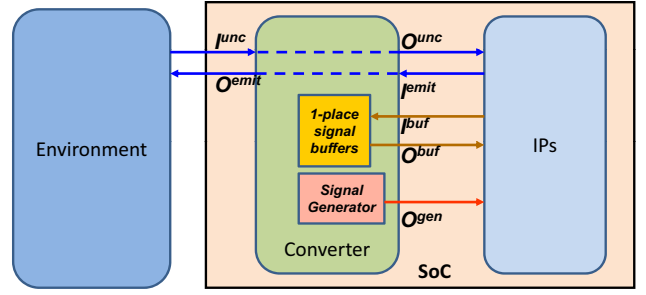 I^unc
O^unc
O^emit
I^emit
1-place
signal
buffers
I^buf
O^buf
Environment
IPs
Signal
Generator
O^gen
Converter
SoC